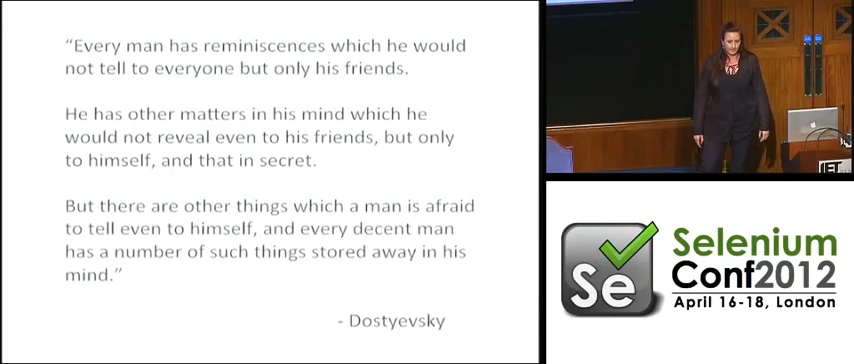 “Every man has reminiscences which he would
not tell to everyone but only his friends.
He has other matters in his mind which he
would not reveal even to his friends, but only
to himself, and that in secret.
But there are other things which a man is afraid
to tell even to himself, and every decent man
has a number of such things stored away in his
mind.”
- Dostyevsky
IET
Se
Selenium
Conf2012
April 16-18, London